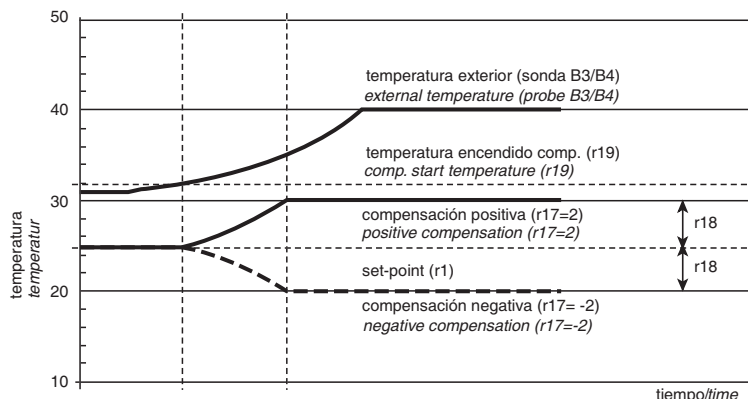 50
temperatura exterior (sonda B3/B4)
external temperature (probe B3/B4)
40
temperatura encendido comp. (r19)
comp. start temperature (r19)
30
compensación positiva (r17=2)
positive compensation (r17=2)
r18
temperatura
temperatur
set-point (r1)
r18
20
compensación negativa (r17= -2)
negative compensation (r17=-2)
10
tiempo/time